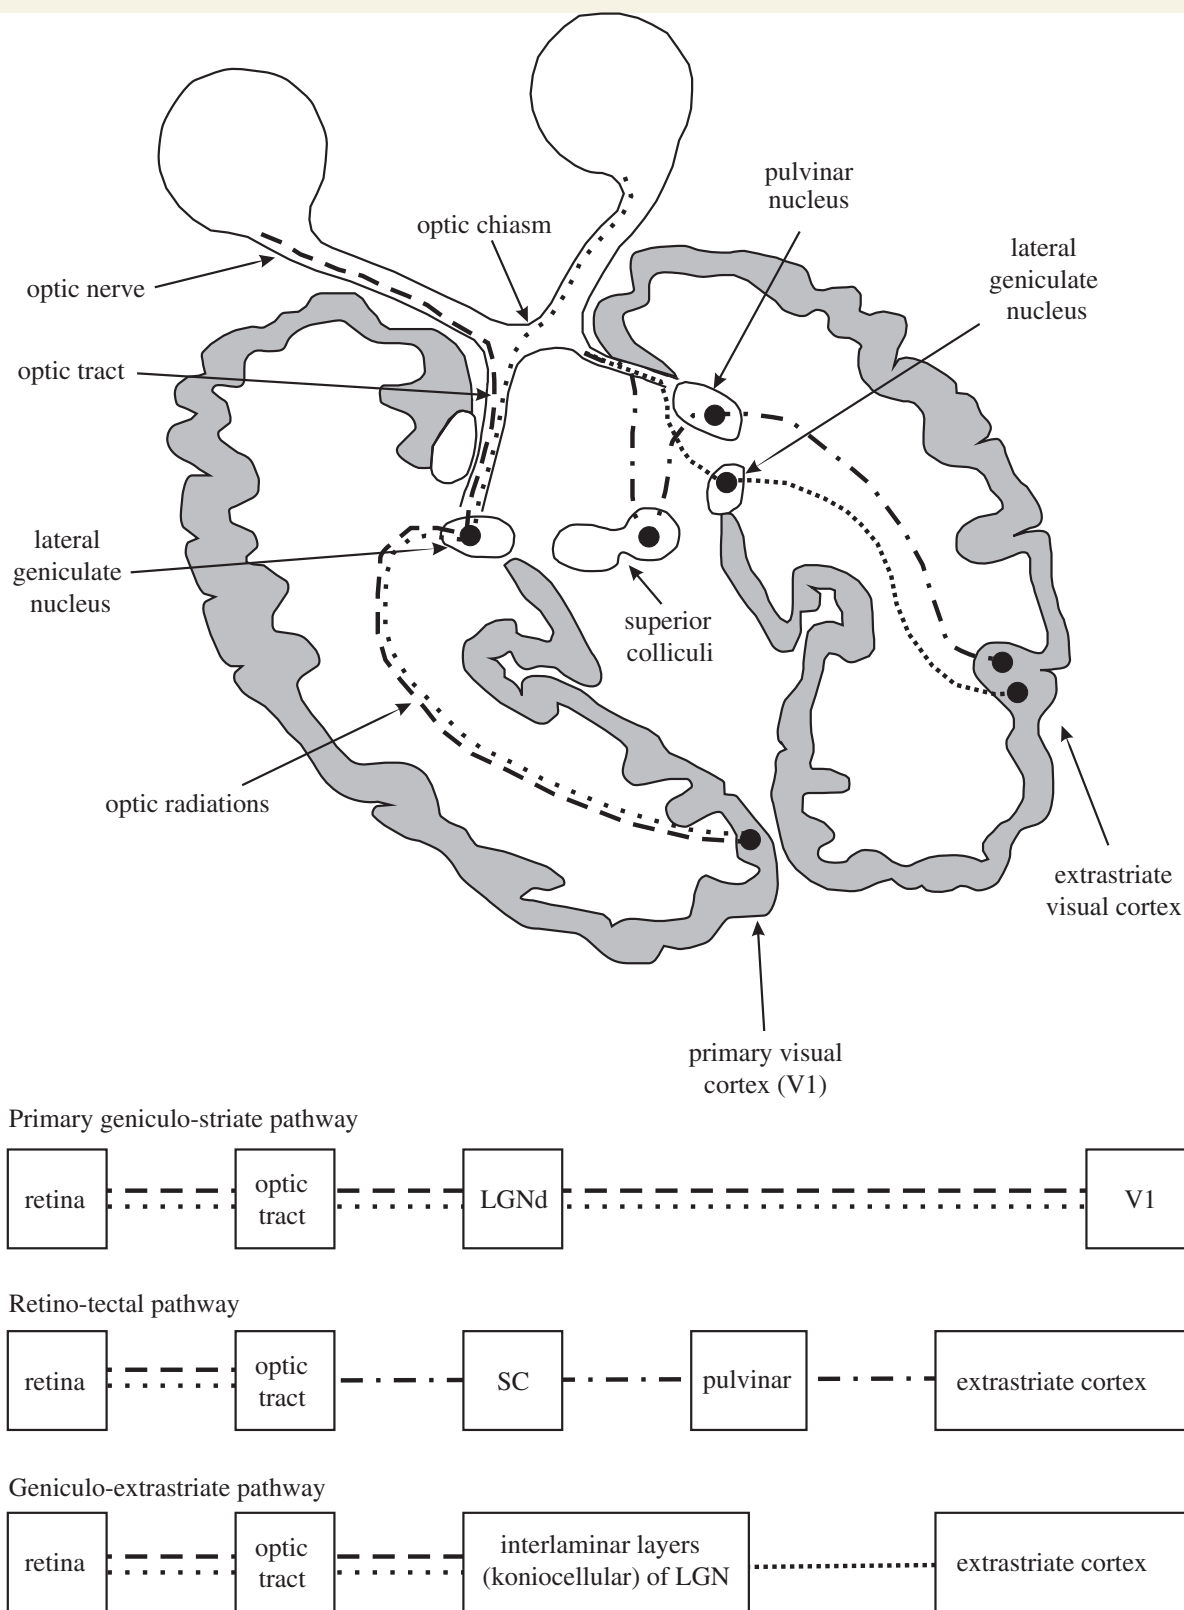 pulvinar
nucleus
optic chiasm
lateral
geniculate
nucleus
optic nerve
optic tract
lateral
geniculate
nucleus
superior
colliculi
optic radiations
extrastriate
visual cortex
primary visual
cortex (V1)
Primary geniculo-striate pathway
retina
optic
tract
LGNd
V1
Retino-tectal pathway
retina
optic
tract
SC
pulvinar
extrastriate cortex
Geniculo-extrastriate pathway
retina
optic
tract
interlaminar layers
(koniocellular) of LGN
extrastriate cortex